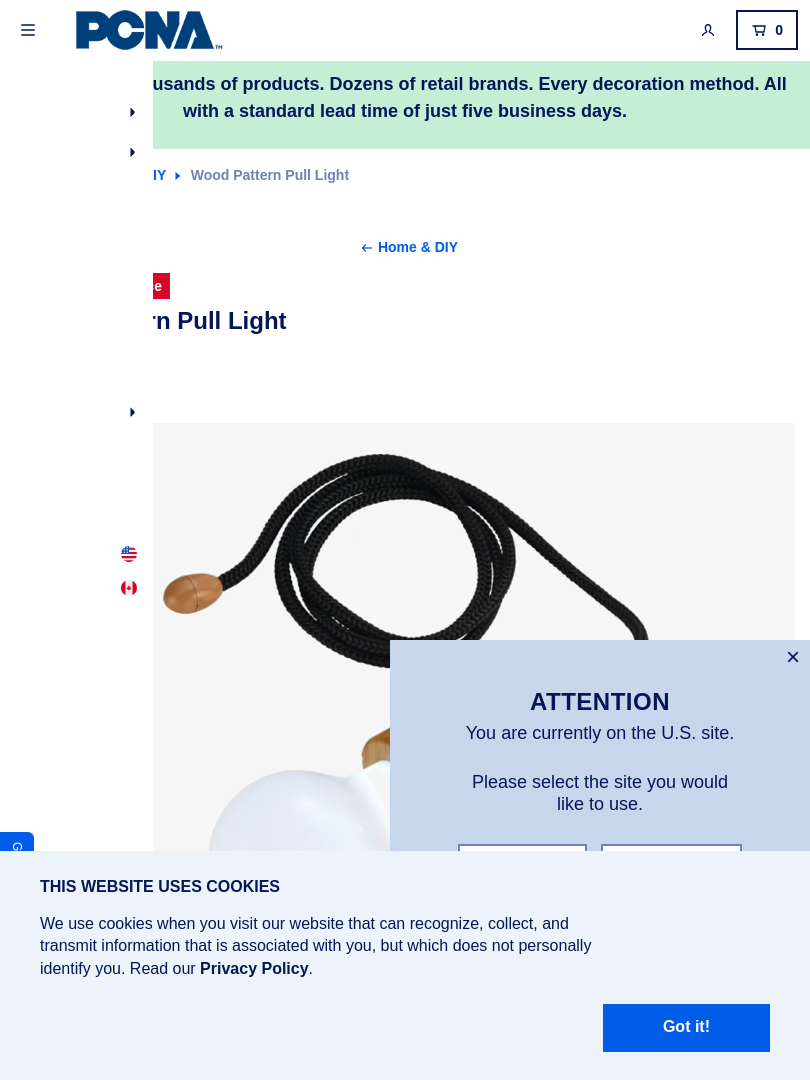 PCNA™
0
of products. Dozens of retail brands. Every decoration method. All
with a standard lead time of just five business days.
Wood Pattern Pull Light
Home & DIY
Pull Light
ATTENTION
You are currently on the U.S. site.
Please select the site you would
like to use.
G
THIS WEBSITE USES COOKIES
We use cookies when you visit our website that can recognize, collect, and
transmit information that is associated with you, but which does not personally
identify you. Read our Privacy Policy.
Got it!